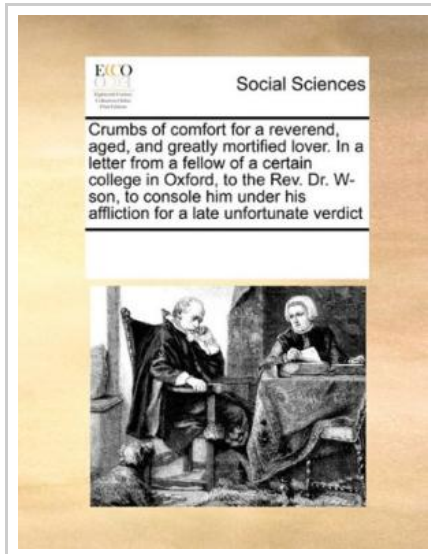 ECCO
Social Sciences
Crumbs of comfort for a reverend,
aged, and greatly mortified lover. In a
letter from a fellow of a certain
college in Oxford, to the Rev. Dr. W-
son, to console him under his
affliction for a late unfortunate verdict